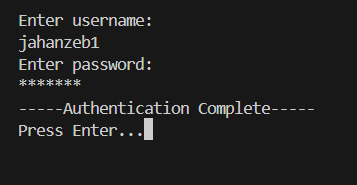 Enter username:
jahanzeb1
Enter password:
*******
-----Authentication Complete-----
Press Enter...